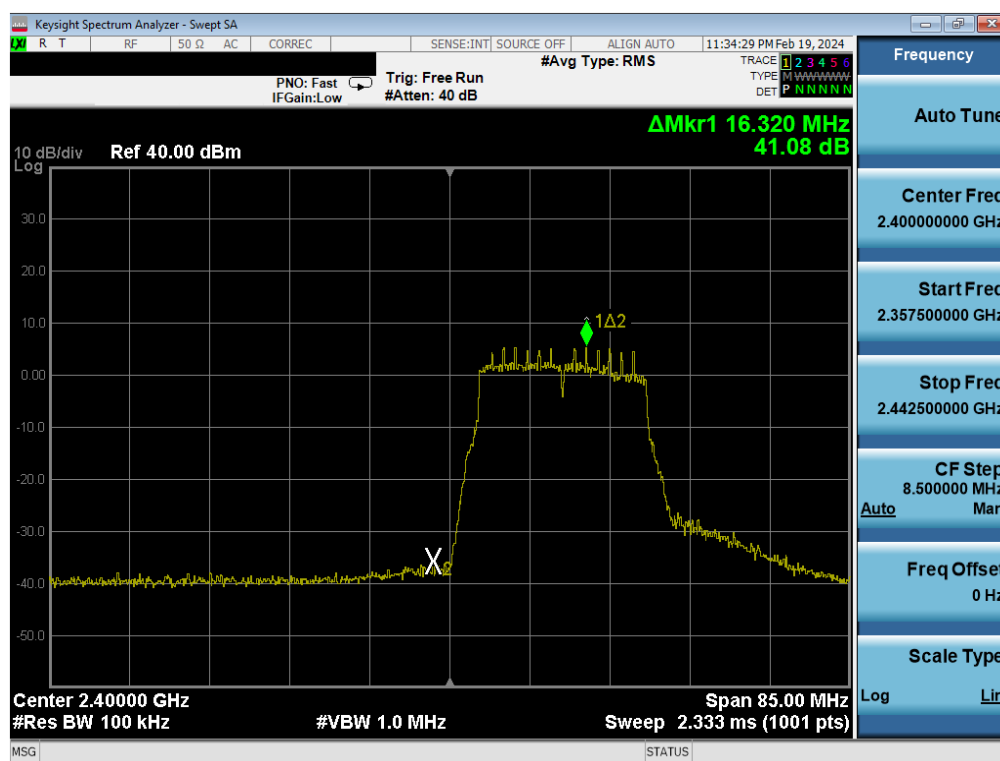 Keysight Spectrum Analyzer - Swept SA
LXI R T RF 50 Ω AC CORREC SENSE:INT SOURCE OFF ALIGN AUTO 11:34:29 PM Feb 19, 2024
#Avg Type: RMS
TRACE 1 2 3 4 5 6
PNO: Fast Trig: Free Run
TYPE M WWWWW
IFGain:Low #Atten: 40 dB
DET P N N N N N
ΔMkr1 16.320 MHz
41.08 dB
10 dB/div Ref 40.00 dBm
Log
30.0
20.0
10.0
0.00
-10.0
-20.0
-30.0
-40.0
-50.0
1Δ2
X2
Center 2.40000 GHz Span 85.00 MHz
#Res BW 100 kHz #VBW 1.0 MHz Sweep 2.333 ms (1001 pts)
MSG STATUS
Frequency
Auto Tune
Center Freq
2.400000000 GHz
Start Freq
2.357500000 GHz
Stop Freq
2.442500000 GHz
CF Step
8.500000 MHz
Auto Man
Freq Offset
0 Hz
Scale Type
Log Lin